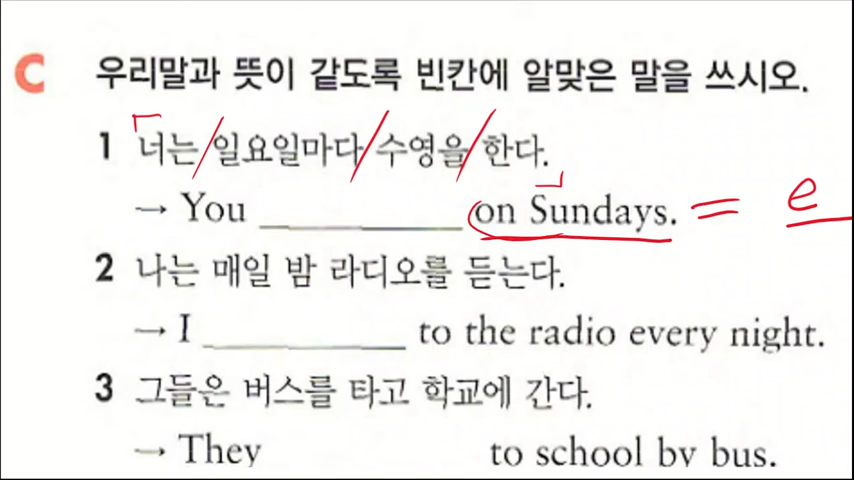 C 우리말과 뜻이 같도록 빈칸에 알맞은 말을 쓰시오.
1 너는 일요일마다 수영을 한다.
→ You ________ on Sundays. = e
2 나는 매일 밤 라디오를 듣는다.
→ I ________ to the radio every night.
3 그들은 버스를 타고 학교에 간다.
→ They to school by bus.